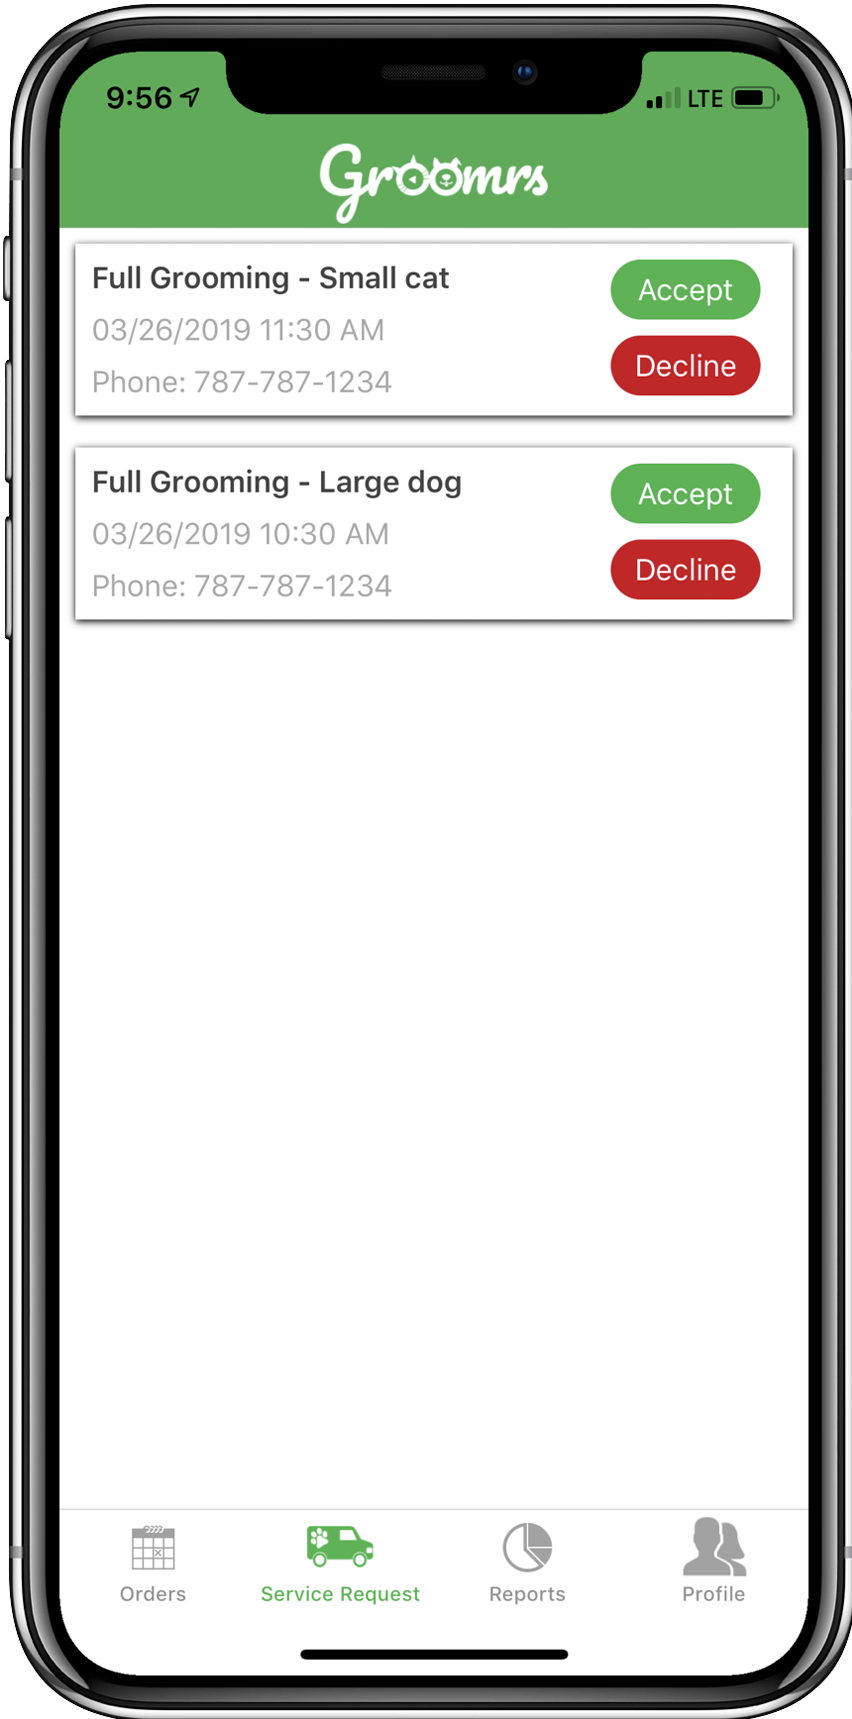 9:56
LTE
Groomrs
Full Grooming - Small cat
03/26/2019 11:30 AM
Phone: 787-787-1234
Accept
Decline
Full Grooming - Large dog
03/26/2019 10:30 AM
Phone: 787-787-1234
Accept
Decline
Orders
Service Request
Reports
Profile